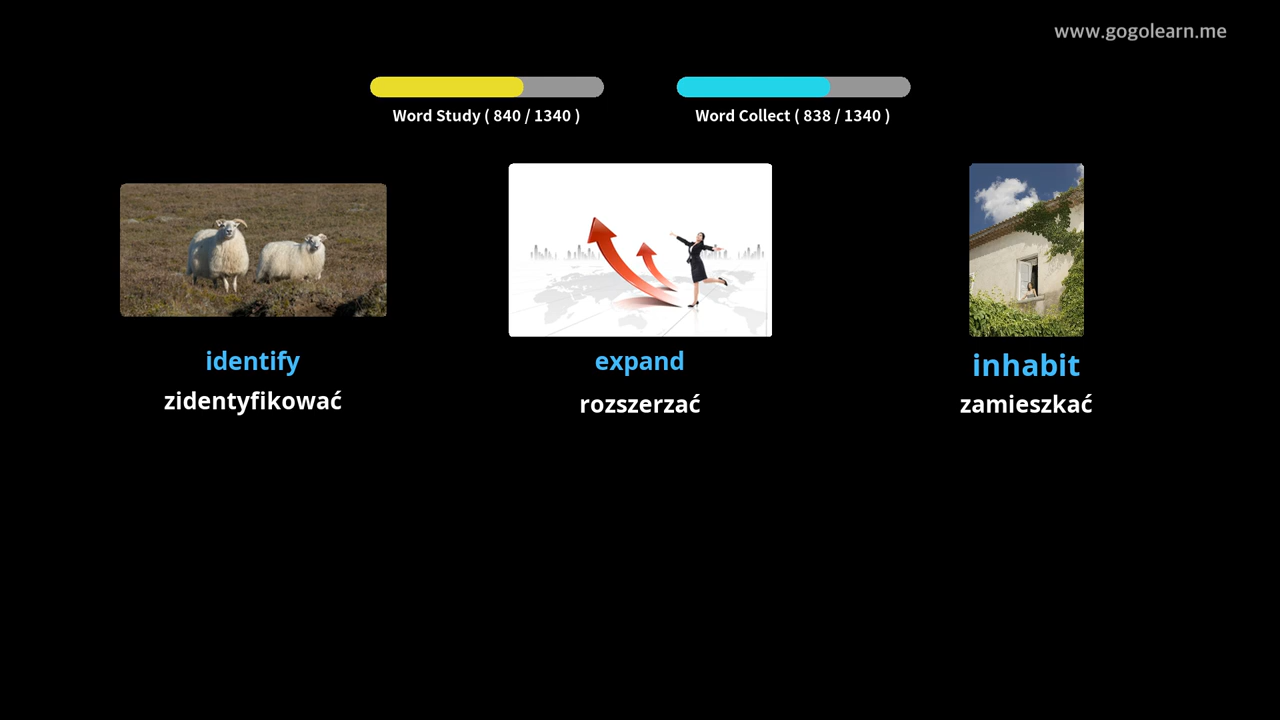 www.gogolearn.me
Word Study ( 840 / 1340 )
Word Collect ( 838 / 1340 )
identify
zidentyfikować
expand
rozszerzać
inhabit
zamieszkać